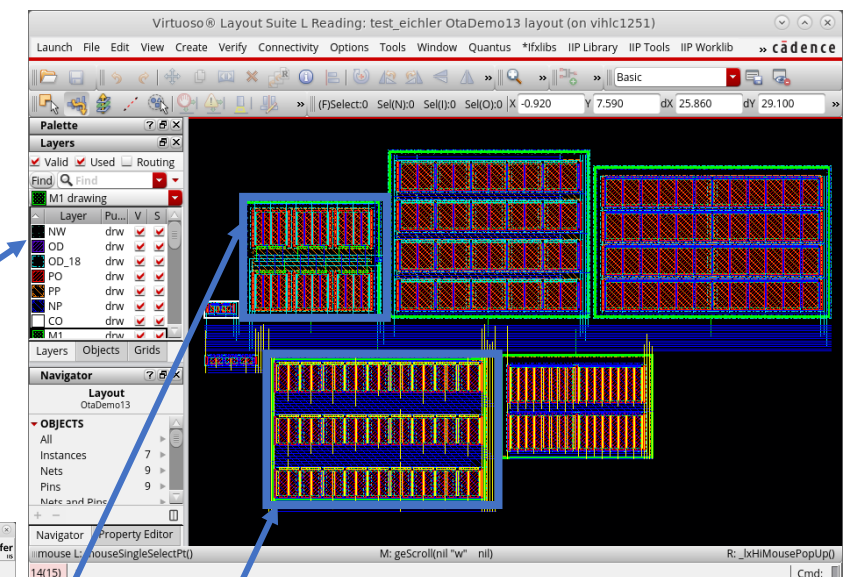 Virtuoso® Layout Suite L Reading: test_eichler OtaDemo13 layout (on vihlc1251)
Launch File Edit View Create Verify Connectivity Options Tools Window Quantus *Ifxlibs IIP Library IIP Tools IIP Worklib » cādence
» » » Basic
» (F)Select:0 Sel(N):0 Sel(I):0 Sel(O):0 X -0.920 Y 7.590 dX 25.860 dY 29.100 »
Palette
Layers
Valid Used Routing
Find Find
M1 drawing
Layer Pu... V S
NW drw
OD drw
OD_18 drw
PO drw
PP drw
NP drw
CO drw
M1
Layers Objects Grids
Navigator
Layout
OtaDemo13
OBJECTS
All
Instances 7
Nets 9
Pins 9
Nets and Pins
Navigator Property Editor
fer
mouse L: mouseSingleSelectPt() M: geScroll(nil "w" nil) R: _lxHiMousePopUp()
14(15) Cmd: